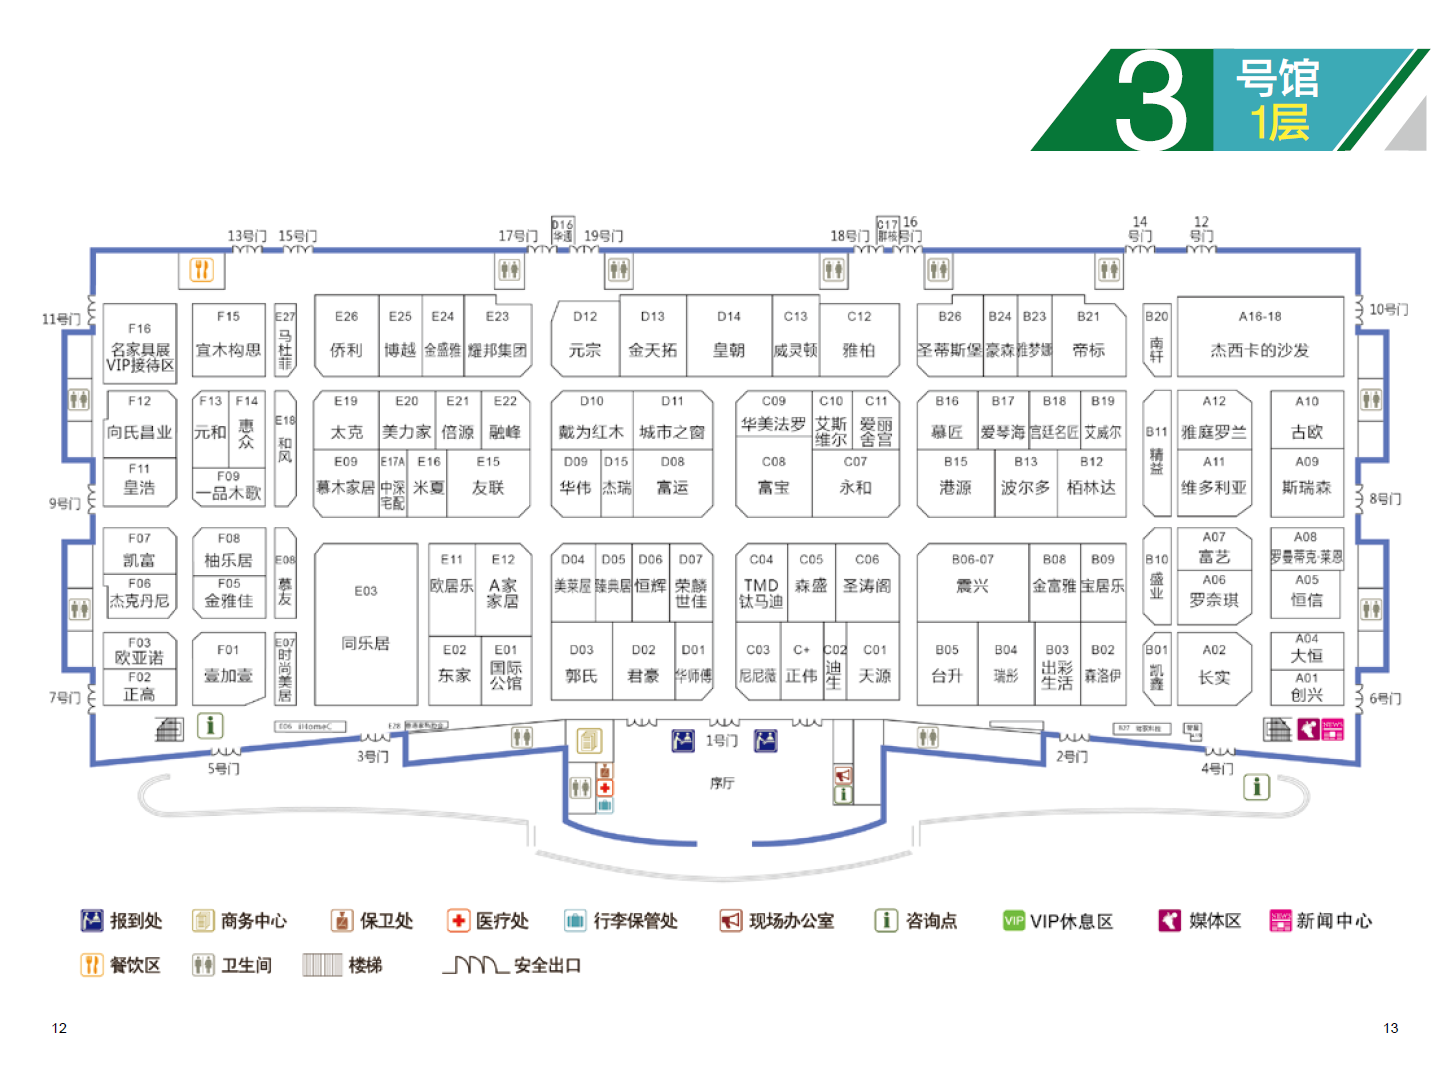 3
号馆
1层
13号门
15号门
17号门
D16
华通
19号门
18号门
C17
群核
16
号门
14
号门
12
号门
11号门
10号门
F16
名家具展
VIP接待区
F15
宜木构思
E27
马杜菲
E26
侨利
E25
博越
E24
金盛雅
E23
耀邦集团
D12
元宗
D13
金天拓
D14
皇朝
C13
威灵顿
C12
雅柏
B26
圣蒂斯堡
B24
豪森
B23
雅梦娜
B21
帝标
B20
南轩
A16-18
杰西卡的沙发
F12
向氏昌业
F13
元和
F14
惠众
E18
和风
E19
太克
E20
美力家
E21
倍源
E22
融峰
D10
戴为红木
D11
城市之窗
C09
华美法罗
C10
艾斯
维尔
C11
爱丽
舍宫
B16
慕匠
B17
爱琴海
B18
宫廷名匠
B19
艾威尔
B11
精益
A12
雅庭罗兰
A10
古欧
F11
皇浩
F09
一品木歌
E09
慕木家居
E17A
中深
宅配
E16
米夏
E15
友联
D09
华伟
D15
杰瑞
D08
富运
C08
富宝
C07
永和
B15
港源
B13
波尔多
B12
栢林达
A11
维多利亚
A09
斯瑞森
9号门
8号门
F07
凯富
F08
柚乐居
E08
慕友
E03
同乐居
E11
欧居乐
E12
A家
家居
D04
美莱屋
D05
臻典居
D06
恒辉
D07
荣麟
世佳
C04
TMD
钛马迪
C05
森盛
C06
圣涛阁
B06-07
震兴
B08
金富雅
B09
宝居乐
B10
盛业
A07
富艺
A08
罗曼蒂克·莱恩
F06
杰克丹尼
F05
金雅佳
A06
罗奈琪
A05
恒信
F03
欧亚诺
F01
壹加壹
E07
时尚美居
E02
东家
E01
国际
公馆
D03
郭氏
D02
君豪
D01
华师傅
C03
尼尼薇
C+
正伟
C02
迪生
C01
天源
B05
台升
B04
瑞彤
B03
出彩
生活
B02
森洛伊
B01
凯鑫
A02
长实
A04
大恒
F02
正高
A01
创兴
7号门
6号门
E06 iHomeC
E28
B27
NEWS
5号门
3号门
1号门
2号门
4号门
序厅
报到处
商务中心
保卫处
医疗处
行李保管处
现场办公室
咨询点
VIP
VIP休息区
媒体区
NEWS
新闻中心
餐饮区
卫生间
楼梯
安全出口
12
13